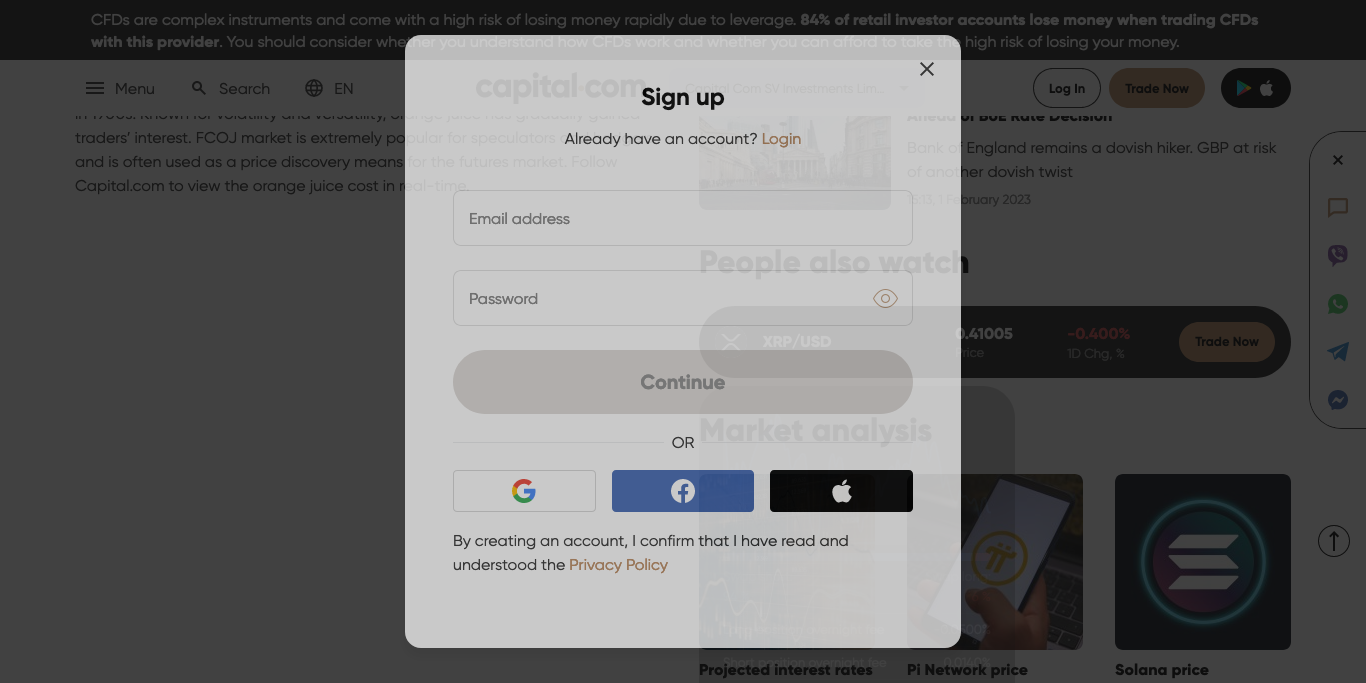 CFDs are complex instruments and come with a high risk of losing money rapidly due to leverage. 84% of retail investor accounts lose money when trading CFDs
with this provider. You should consider whether you understand how CFDs work and whether you can afford to take the high risk of losing your money.
Menu
Search
EN
capital.com
Capital Com SV Investments Lim...
Log In
Trade Now
Sign up
Already have an account? Login
Email address
Password
Continue
OR
By creating an account, I confirm that I have read and
understood the Privacy Policy
in 1960s. Known for volatility and versatility, orange juice has gradually gained
traders’ interest. FCOJ market is extremely popular for speculators
and is often used as a price discovery means for the futures market. Follow
Capital.com to view the orange juice cost in real-time.
Ahead of BoE Rate Decision
Bank of England remains a dovish hiker. GBP at risk
of another dovish twist
15:13, 1 February 2023
People also watch
XRP/USD
0.41005
Price
-0.400%
1D Chg, %
Trade Now
Market analysis
Projected interest rates
Pi Network price
Solana price